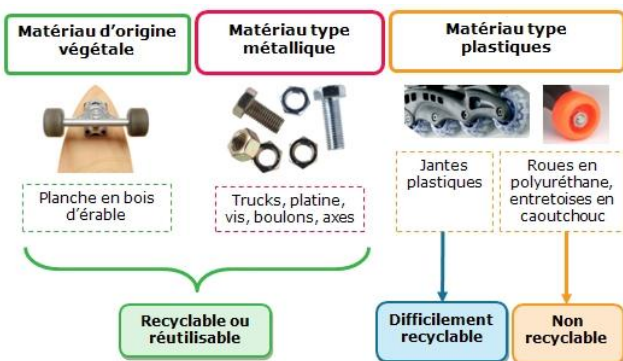 Matériau d'origine
végétale
Matériau type
métallique
Matériau type
plastiques
Planche en bois
d'érable
Trucks, platine,
vis, boulons, axes
Jantes
plastiques
Roues en
polyuréthane,
entretoises en
caoutchouc
Recyclable ou
réutilisable
Difficilement
recyclable
Non
recyclable